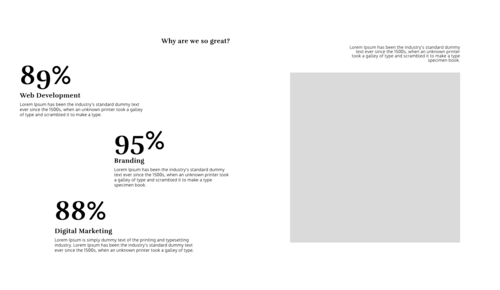 Why are we so great?
89%
Web Development
Lorem Ipsum has been the industry's standard dummy text
ever since the 1500s, when an unknown printer took a galley
of type and scrambled it to make a type.
95%
Branding
Lorem Ipsum has been the industry's standard dummy
text ever since the 1500s, when an unknown printer took
a galley of type and scrambled it to make a type
specimen book.
88%
Digital Marketing
Lorem Ipsum is simply dummy text of the printing and typesetting
industry. Lorem Ipsum has been the industry's standard dummy text
ever since the 1500s, when an unknown printer took a galley of type.
Lorem Ipsum has been the industry's standard dummy
text ever since the 1500s, when an unknown printer
took a galley of type and scrambled it to make a type
specimen book.